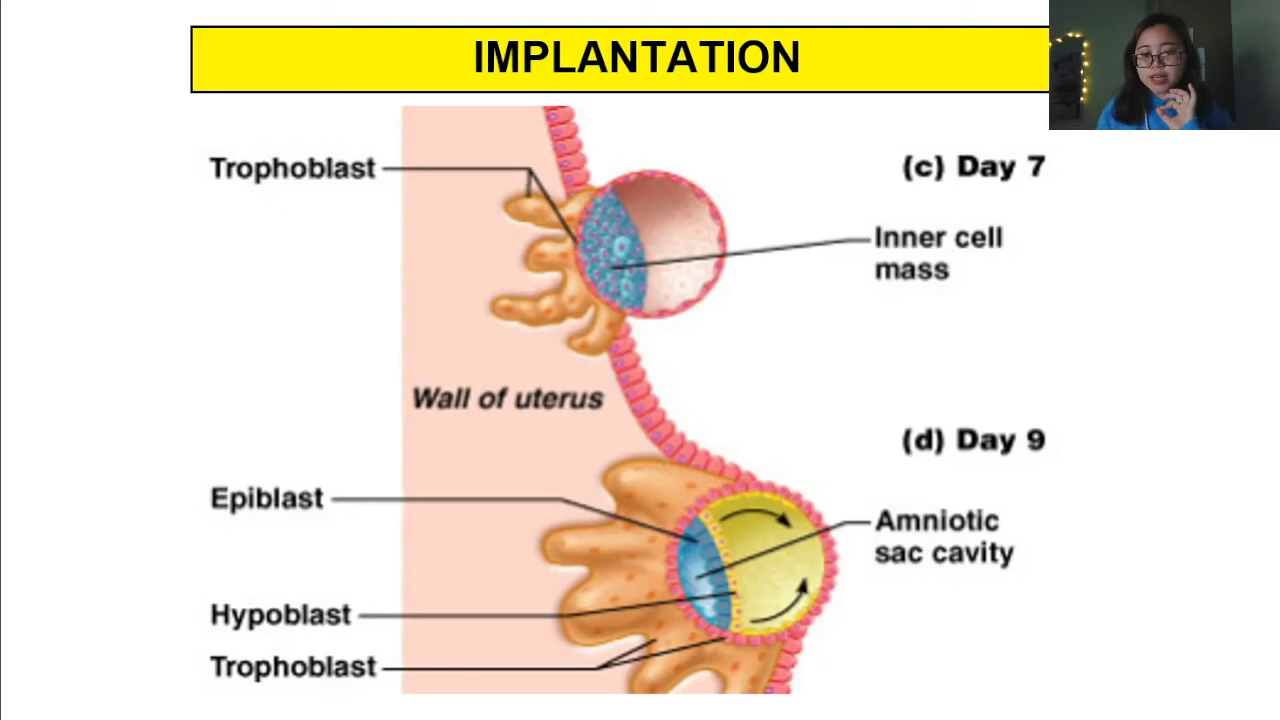 IMPLANTATION
Trophoblast
(c) Day 7
Inner cell
mass
Wall of uterus
(d) Day 9
Epiblast
Amniotic
sac cavity
Hypoblast
Trophoblast